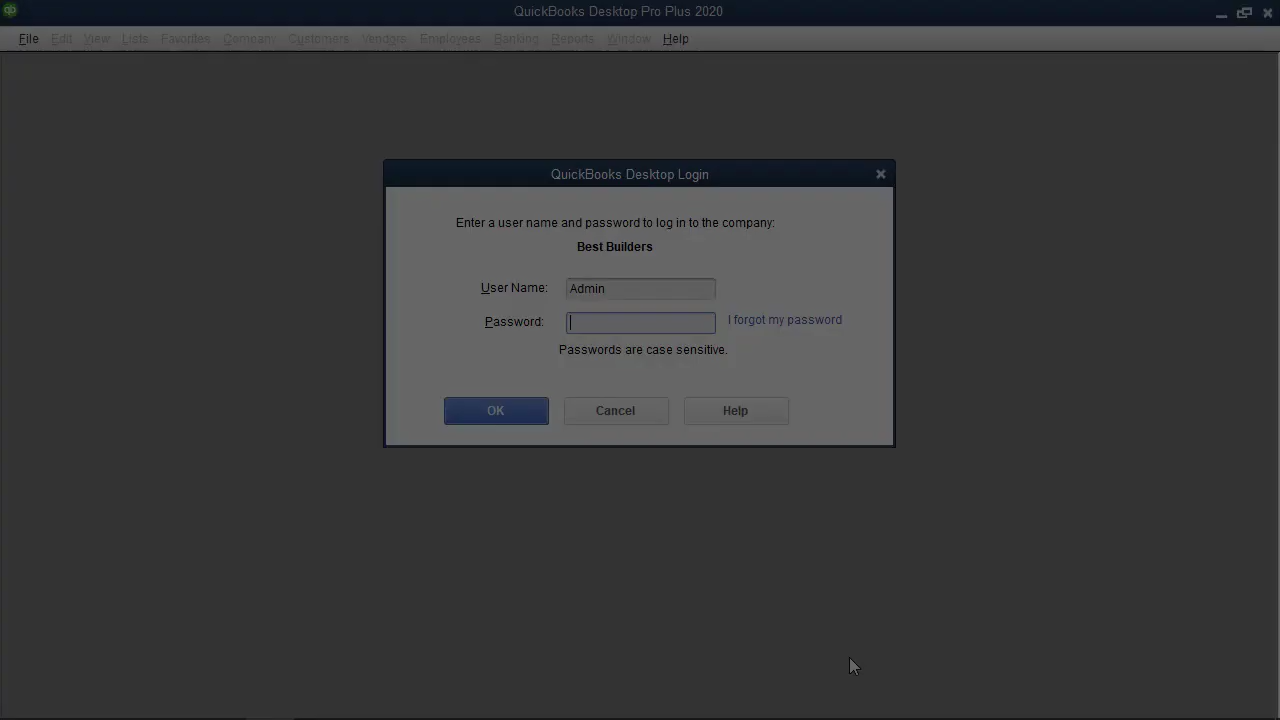 QuickBooks Desktop Pro Plus 2020
File Edit View Lists Favorites Company Customers Vendors Employees Banking Reports Window Help
QuickBooks Desktop Login
Enter a user name and password to log in to the company:
Best Builders
User Name: Admin
Password: I forgot my password
Passwords are case sensitive.
OK Cancel Help